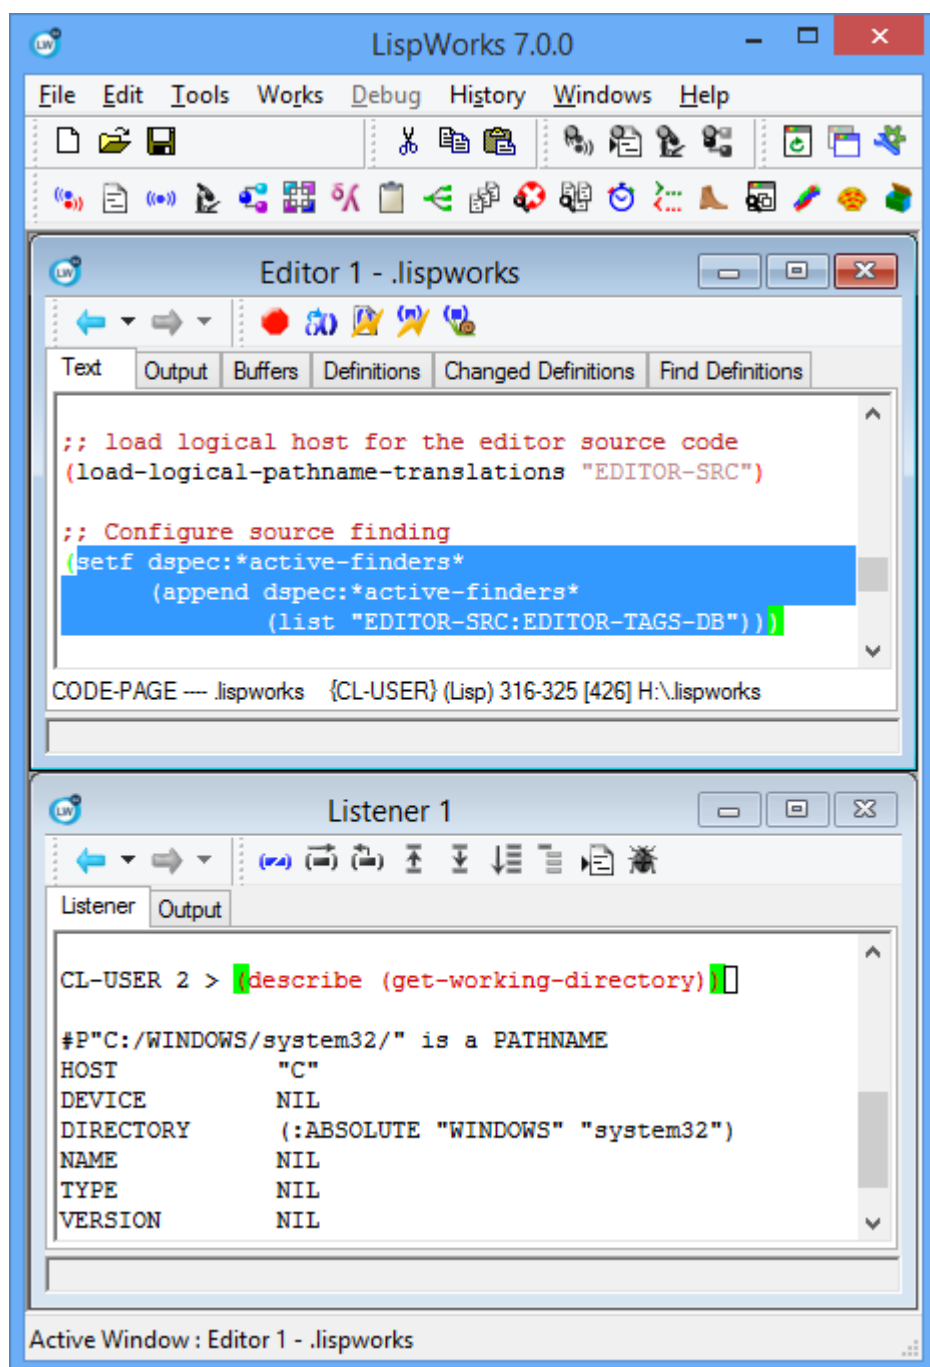 LispWorks 7.0.0
File Edit Tools Works Debug History Windows Help
Editor 1 - .lispworks
Text Output Buffers Definitions Changed Definitions Find Definitions
;; load logical host for the editor source code
(load-logical-pathname-translations "EDITOR-SRC")
;; Configure source finding
(setf dspec:*active-finders*
(append dspec:*active-finders*
(list "EDITOR-SRC:EDITOR-TAGS-DB")))
CODE-PAGE ---- .lispworks {CL-USER} (Lisp) 316-325 [426] H:\.lispworks
Listener 1
Listener Output
CL-USER 2 > (describe (get-working-directory))
#P"C:/WINDOWS/system32/" is a PATHNAME
HOST "C"
DEVICE NIL
DIRECTORY (:ABSOLUTE "WINDOWS" "system32")
NAME NIL
TYPE NIL
VERSION NIL
Active Window : Editor 1 - .lispworks